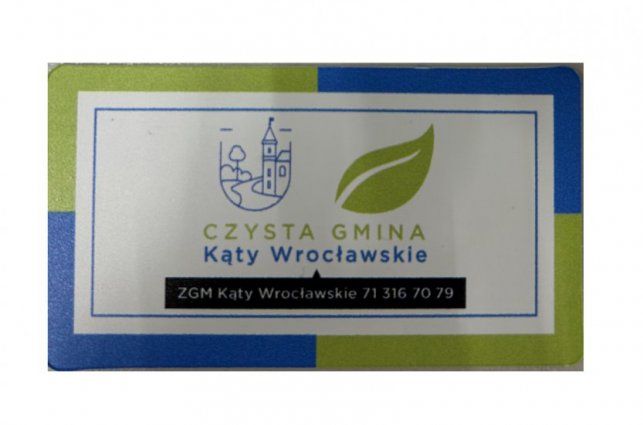 CZYSTA GMINA
Kąty Wrocławskie
ZGM Kąty Wrocławskie 71 316 70 79